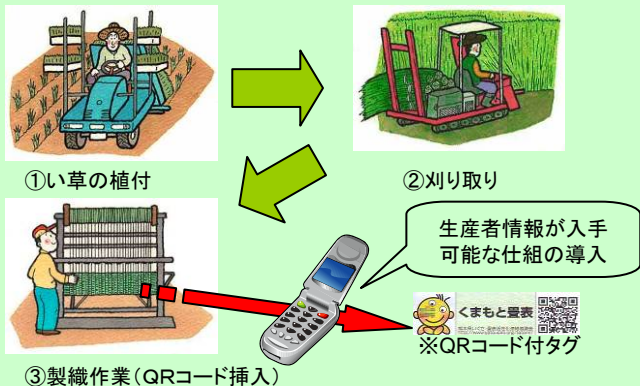 ①い草の植付
②刈り取り
生産者情報が入手
可能な仕組の導入
くまもと畳表
※QRコード付タグ
③製織作業(QRコード挿入)